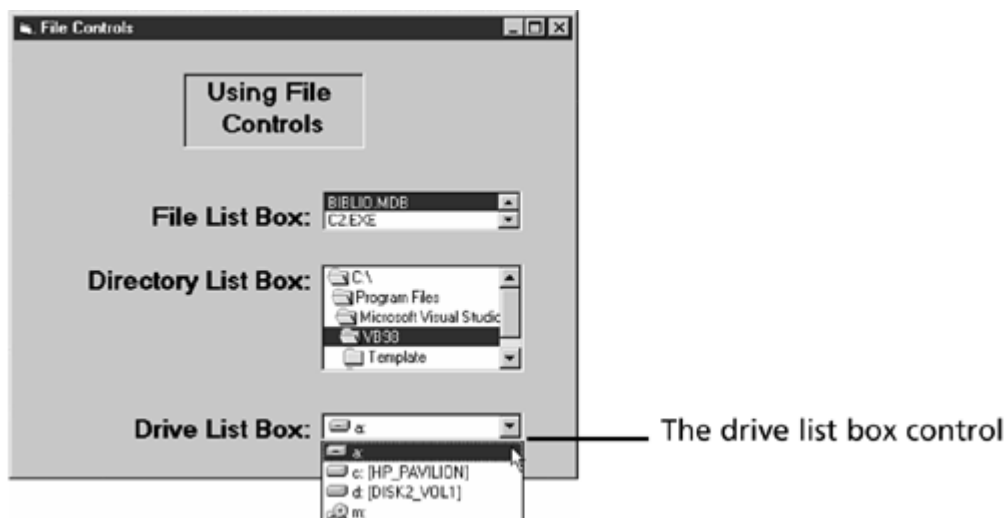 File Controls
Using File
Controls
File List Box:
BIBLIO.MDB
C2.EXE
Directory List Box:
C:\
Program Files
Microsoft Visual Studio
VB98
Template
Drive List Box:
a:
The drive list box control
a:
c: [HP_PAVILION]
d: [DISK2_VOL1]
m: